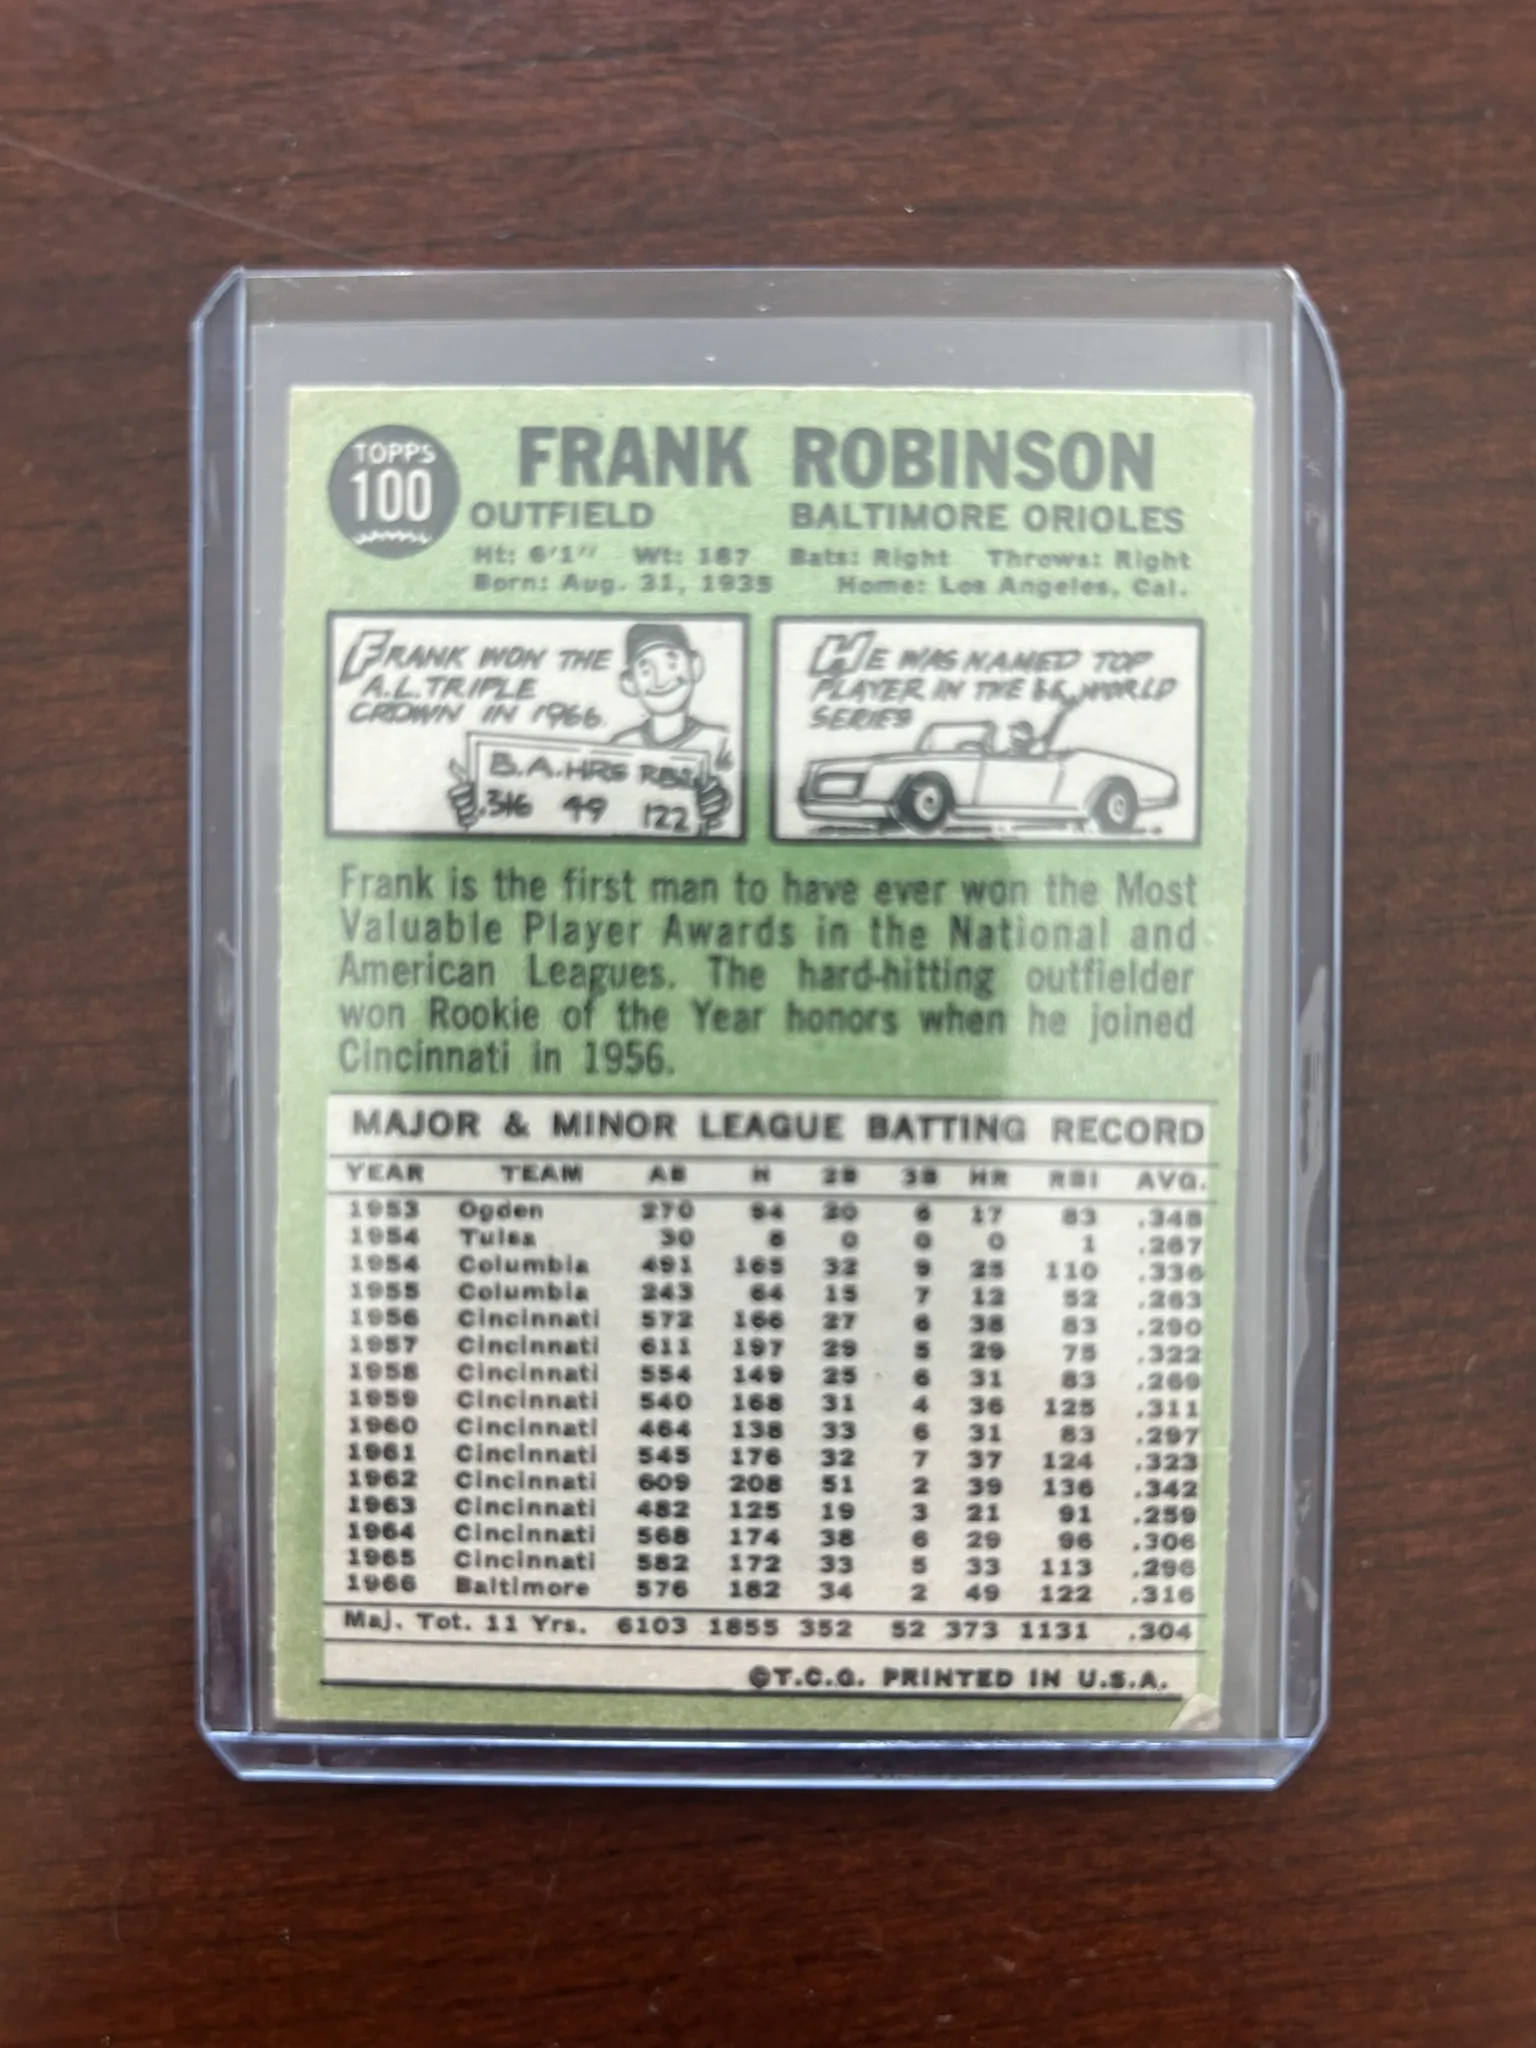 TOPPS
100
FRANK ROBINSON
OUTFIELD BALTIMORE ORIOLES
Ht: 6'1" Wt: 187 Bats: Right Throws: Right
Born: Aug. 31, 1935 Home: Los Angeles, Cal.
FRANK WON THE
A.L. TRIPLE
CROWN IN 1966.
B.A. HRS RBI
.316 49 122
HE WAS NAMED TOP
PLAYER IN THE '66 WORLD
SERIES
Frank is the first man to have ever won the Most
Valuable Player Awards in the National and
American Leagues. The hard-hitting outfielder
won Rookie of the Year honors when he joined
Cincinnati in 1956.
MAJOR & MINOR LEAGUE BATTING RECORD
YEAR TEAM AB H 2B 3B HR RBI AVG.
1953 Ogden 270 94 20 6 17 83 .348
1954 Tulsa 30 8 0 0 0 1 .267
1954 Columbia 491 165 32 9 25 110 .336
1955 Columbia 243 64 15 7 12 52 .263
1956 Cincinnati 572 166 27 6 38 83 .290
1957 Cincinnati 611 197 29 5 29 75 .322
1958 Cincinnati 554 149 25 6 31 83 .269
1959 Cincinnati 540 168 31 4 36 125 .311
1960 Cincinnati 464 138 33 6 31 83 .297
1961 Cincinnati 545 176 32 7 37 124 .323
1962 Cincinnati 609 208 51 2 39 136 .342
1963 Cincinnati 482 125 19 3 21 91 .259
1964 Cincinnati 568 174 38 6 29 96 .306
1965 Cincinnati 582 172 33 5 33 113 .296
1966 Baltimore 576 182 34 2 49 122 .316
Maj. Tot. 11 Yrs. 6103 1855 352 52 373 1131 .304
©T.C.G. PRINTED IN U.S.A.